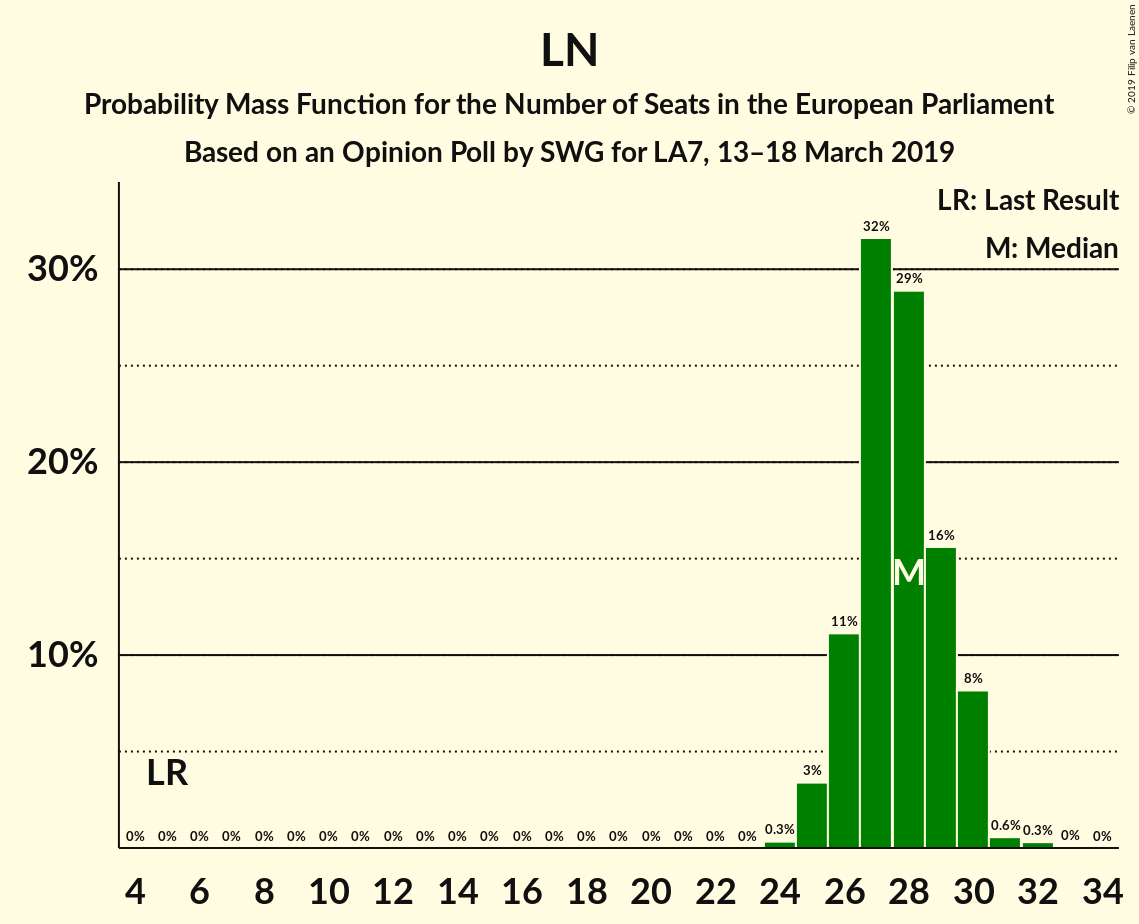 LN
Probability Mass Function for the Number of Seats in the European Parliament
Based on an Opinion Poll by SWG for LA7, 13–18 March 2019
© 2019 Filip van Laenen
LR: Last Result
M: Median
30%
20%
10%
32%
29%
16%
11%
8%
3%
0.3%
0.6%
0.3%
M
LR
0% 0% 0% 0% 0% 0% 0% 0% 0% 0% 0% 0% 0% 0% 0% 0% 0% 0% 0% 0% 0% 0%
4 6 8 10 12 14 16 18 20 22 24 26 28 30 32 34